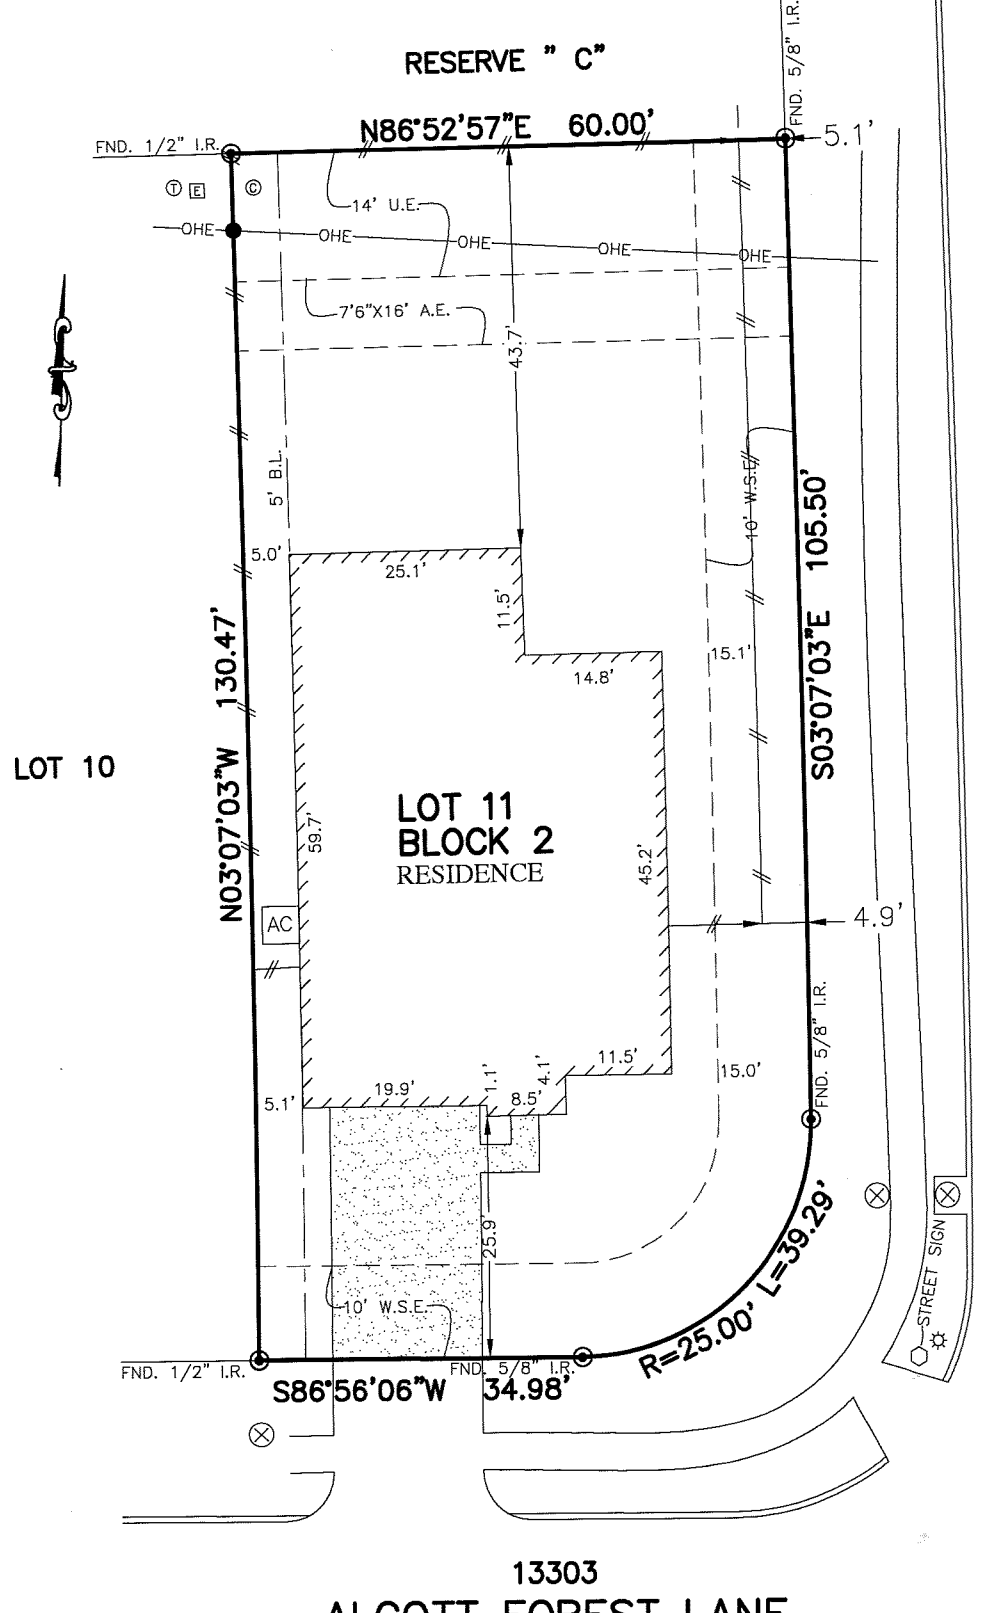 FND. 5/8" I.R.
RESERVE " C"
N86°52'57"E 60.00'
5.1'
FND. 1/2" I.R.
T E C
14' U.E.
OHE OHE OHE OHE OHE
7'6"X16' A.E.
43.7'
5' B.L.
10' W.S.E.
S03°07'03"E 105.50'
5.0'
25.1'
11.5'
14.8'
15.1'
N03°07'03"W 130.47'
LOT 10
LOT 11
BLOCK 2
RESIDENCE
59.7'
45.2'
AC
4.9'
FND. 5/8" I.R.
11.5'
4.1'
1.1'
8.5'
19.9'
5.1'
15.0'
25.9'
10' W.S.E.
R=25.00' L=39.29'
STREET SIGN
FND. 1/2" I.R.
FND. 5/8" I.R.
S86°56'06"W 34.98'
13303
ALCOTT FOREST LANE